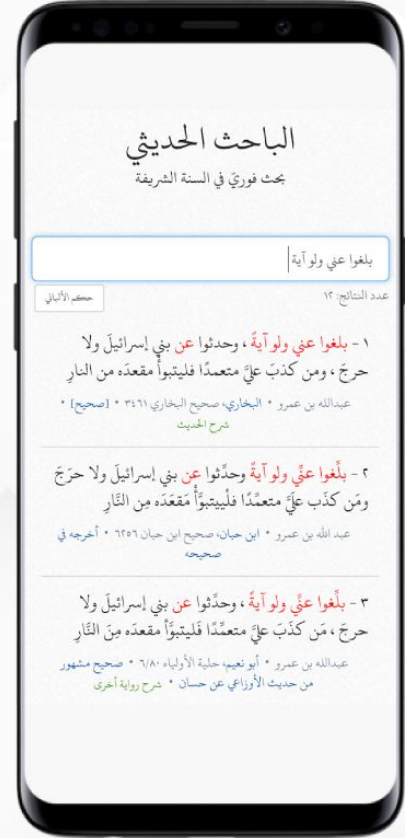 الباحث الحديثي
بحث فوريّ في السنة الشريفة
بلغوا عني ولو آية
عدد النتائج: ١٢
حكم الألباني
١ - بلغوا عني ولو آيةً ، وحدثوا عن بني إسرائيلَ ولا
حرجَ ، ومن كذبَ عليَّ متعمدًا فليتبوأْ مقعدَه من النارِ
عبدالله بن عمرو • البخاري، صحيح البخاري ٣٤٦١ • [صحيح] •
شرح الحديث
٢ - بلِّغوا عنِّي ولو آيةً وحدِّثوا عن بني إسرائيلَ ولا حرَجَ
ومَن كذَب علَيَّ متعمِّدًا فلْيتبوَّأْ مَقعَدَه مِن النَّارِ
عبد الله بن عمرو • ابن حبان، صحيح ابن حبان ٦٢٥٦ • أخرجه في
صحيحه
٣ - بلِّغوا عنِّي ولو آيةً ، وحدِّثوا عن بني إسرائيلَ ولا
حرجَ ، مَن كذَبَ عليَّ متعمِّدًا فَليتبوَّأ مقعدَه مِنَ النَّارِ
عبدالله بن عمرو • أبو نعيم، حلية الأولياء ٦/٨٠ • صحيح مشهور
من حديث الأوزاعي عن حسان • شرح رواية أخرى